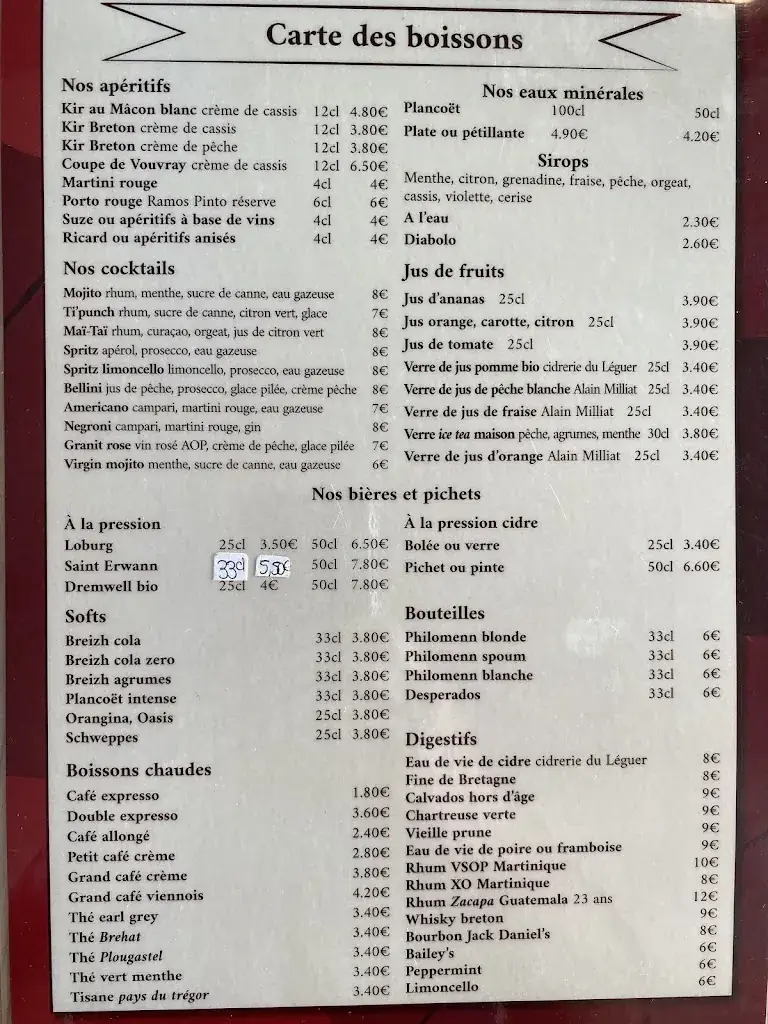 Carte des boissons
Nos apéritifs
Kir au Mâcon blanc crème de cassis 12cl 4.80€
Kir Breton crème de cassis 12cl 3.80€
Kir Breton crème de pêche 12cl 3.80€
Coupe de Vouvray crème de cassis 12cl 6.50€
Martini rouge 4cl 4€
Porto rouge Ramos Pinto réserve 6cl 6€
Suze ou apéritifs à base de vins 4cl 4€
Ricard ou apéritifs anisés 4cl 4€
Nos cocktails
Mojito rhum, menthe, sucre de canne, eau gazeuse 8€
Ti'punch rhum, sucre de canne, citron vert, glace 7€
Maï-Taï rhum, curaçao, orgeat, jus de citron vert 8€
Spritz apérol, prosecco, eau gazeuse 8€
Spritz limoncello limoncello, prosecco, eau gazeuse 8€
Bellini jus de pêche, prosecco, glace pilée, crème pêche 8€
Americano campari, martini rouge, eau gazeuse 7€
Negroni campari, martini rouge, gin 8€
Granit rose vin rosé AOP, crème de pêche, glace pilée 7€
Virgin mojito menthe, sucre de canne, eau gazeuse 6€
Nos eaux minérales
Plancoët 100cl 50cl
Plate ou pétillante 4.90€ 4.20€
Sirops
Menthe, citron, grenadine, fraise, pêche, orgeat,
cassis, violette, cerise
A l'eau 2.30€
Diabolo 2.60€
Jus de fruits
Jus d'ananas 25cl 3.90€
Jus orange, carotte, citron 25cl 3.90€
Jus de tomate 25cl 3.90€
Verre de jus pomme bio cidrerie du Léguer 25cl 3.40€
Verre de jus de pêche blanche Alain Milliat 25cl 3.40€
Verre de jus de fraise Alain Milliat 25cl 3.40€
Verre ice tea maison pêche, agrumes, menthe 30cl 3.80€
Verre de jus d'orange Alain Milliat 25cl 3.40€
Nos bières et pichets
À la pression
Loburg 25cl 3.50€ 50cl 6.50€
Saint Erwann 33cl 5,50€ 50cl 7.80€
Dremwell bio 25cl 4€ 50cl 7.80€
À la pression cidre
Bolée ou verre 25cl 3.40€
Pichet ou pinte 50cl 6.60€
Softs
Breizh cola 33cl 3.80€
Breizh cola zero 33cl 3.80€
Breizh agrumes 33cl 3.80€
Plancoët intense 33cl 3.80€
Orangina, Oasis 25cl 3.80€
Schweppes 25cl 3.80€
Bouteilles
Philomenn blonde 33cl 6€
Philomenn spoum 33cl 6€
Philomenn blanche 33cl 6€
Desperados 33cl 6€
Boissons chaudes
Café expresso 1.80€
Double expresso 3.60€
Café allongé 2.40€
Petit café crème 2.80€
Grand café crème 3.80€
Grand café viennois 4.20€
Thé earl grey 3.40€
Thé Brehat 3.40€
Thé Plougastel 3.40€
Thé vert menthe 3.40€
Tisane pays du trégor 3.40€
Digestifs
Eau de vie de cidre cidrerie du Léguer 8€
Fine de Bretagne 8€
Calvados hors d'âge 9€
Chartreuse verte 9€
Vieille prune 9€
Eau de vie de poire ou framboise 9€
Rhum VSOP Martinique 10€
Rhum XO Martinique 8€
Rhum Zacapa Guatemala 23 ans 12€
Whisky breton 9€
Bourbon Jack Daniel's 8€
Bailey's 6€
Peppermint 6€
Limoncello 6€